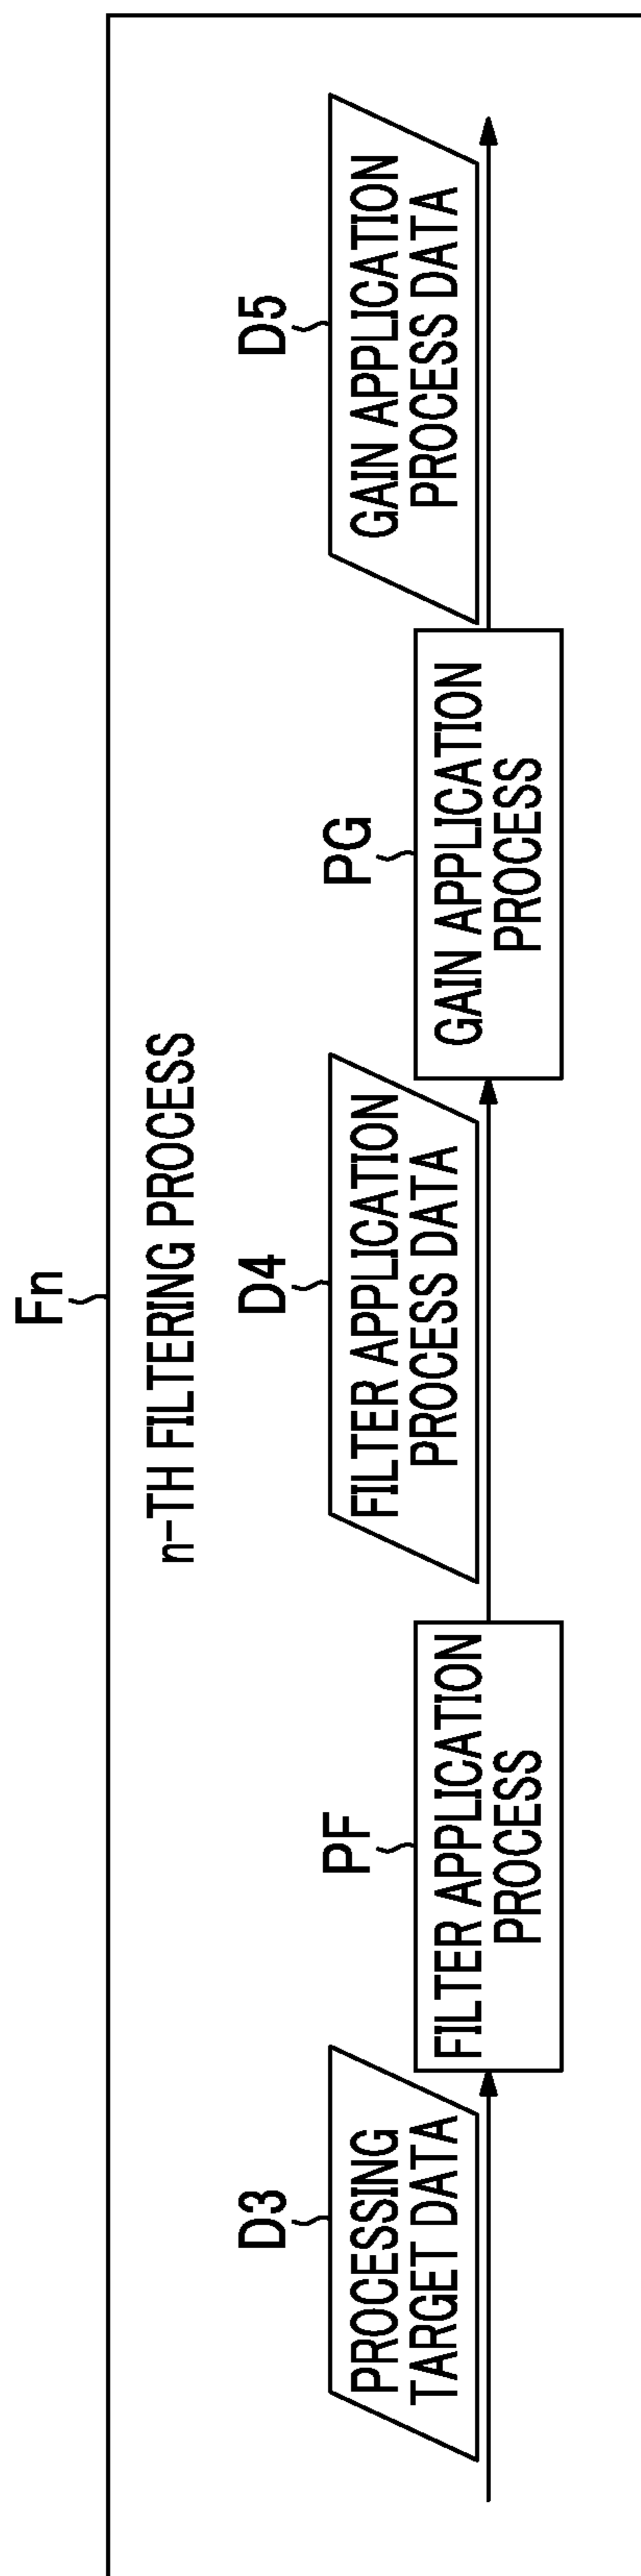 Fn
n-TH FILTERING PROCESS
D3
PROCESSING
TARGET DATA
PF
FILTER APPLICATION
PROCESS
D4
FILTER APPLICATION
PROCESS DATA
PG
GAIN APPLICATION
PROCESS
D5
GAIN APPLICATION
PROCESS DATA